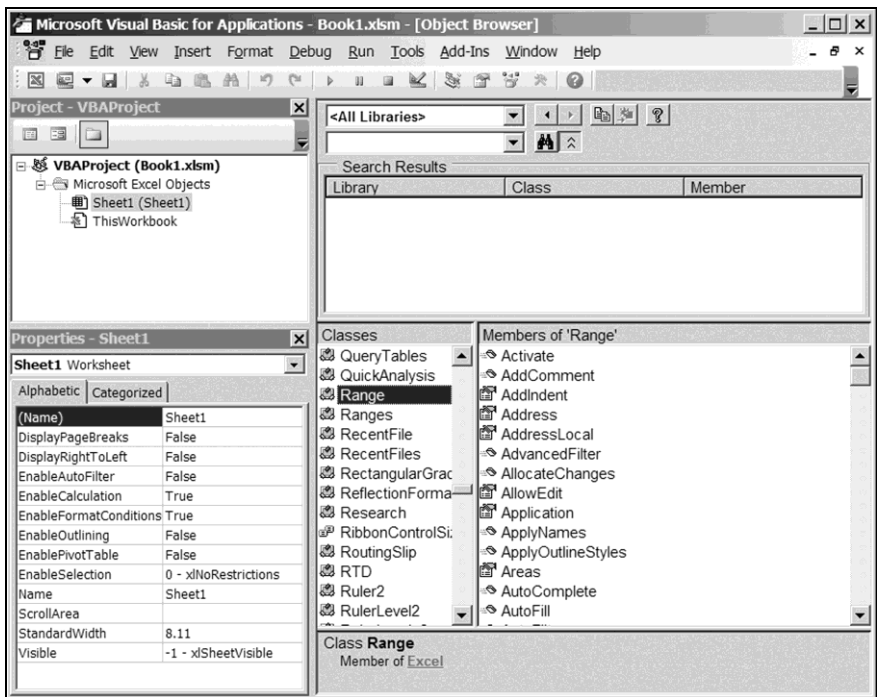 Microsoft Visual Basic for Applications - Book1.xlsm - [Object Browser]
File Edit View Insert Format Debug Run Tools Add-Ins Window Help
Project - VBAProject
VBAProject (Book1.xlsm)
Microsoft Excel Objects
Sheet1 (Sheet1)
ThisWorkbook
Properties - Sheet1
Sheet1 Worksheet
Alphabetic Categorized
(Name) Sheet1
DisplayPageBreaks False
DisplayRightToLeft False
EnableAutoFilter False
EnableCalculation True
EnableFormatConditions True
EnableOutlining False
EnablePivotTable False
EnableSelection 0 - xlNoRestrictions
Name Sheet1
ScrollArea
StandardWidth 8.11
Visible -1 - xlSheetVisible
<All Libraries>
Search Results
Library Class Member
Classes
QueryTables
QuickAnalysis
Range
Ranges
RecentFile
RecentFiles
RectangularGrac
ReflectionForma
Research
RibbonControlSi
RoutingSlip
RTD
Ruler2
RulerLevel2
Members of 'Range'
Activate
AddComment
AddIndent
Address
AddressLocal
AdvancedFilter
AllocateChanges
AllowEdit
Application
ApplyNames
ApplyOutlineStyles
Areas
AutoComplete
AutoFill
Class Range
Member of Excel